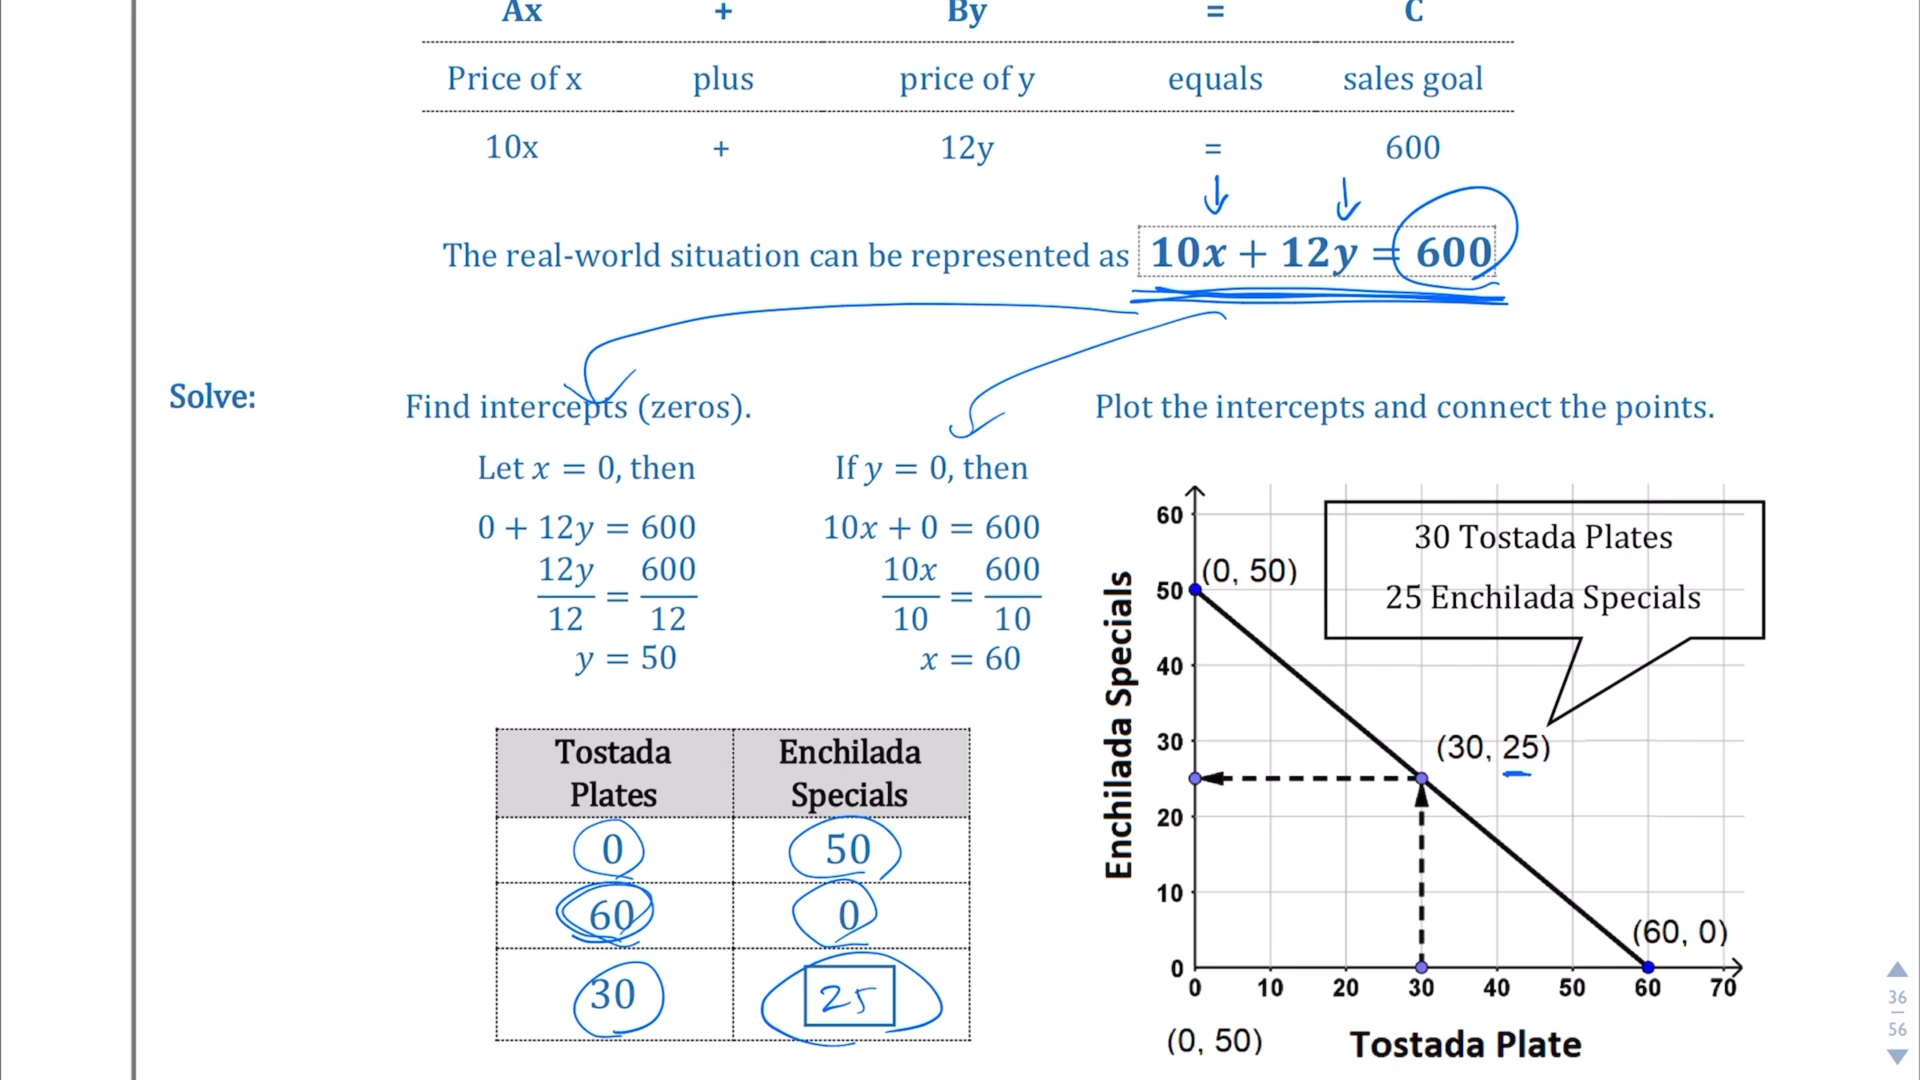 Ax + By = C
Price of x plus price of y equals sales goal
10x + 12y = 600
The real-world situation can be represented as 10x + 12y = 600
Solve:
Find intercepts (zeros).
Let x = 0, then
0 + 12y = 600
12y/12 = 600/12
y = 50
If y = 0, then
10x + 0 = 600
10x/10 = 600/10
x = 60
Tostada Plates Enchilada Specials
0 50
60 0
30 25
Plot the intercepts and connect the points.
30 Tostada Plates
25 Enchilada Specials
Enchilada Specials
60
50
40
30
20
10
0
(0, 50)
(30, 25)
(60, 0)
0 10 20 30 40 50 60 70
(0, 50)
Tostada Plate
36
56